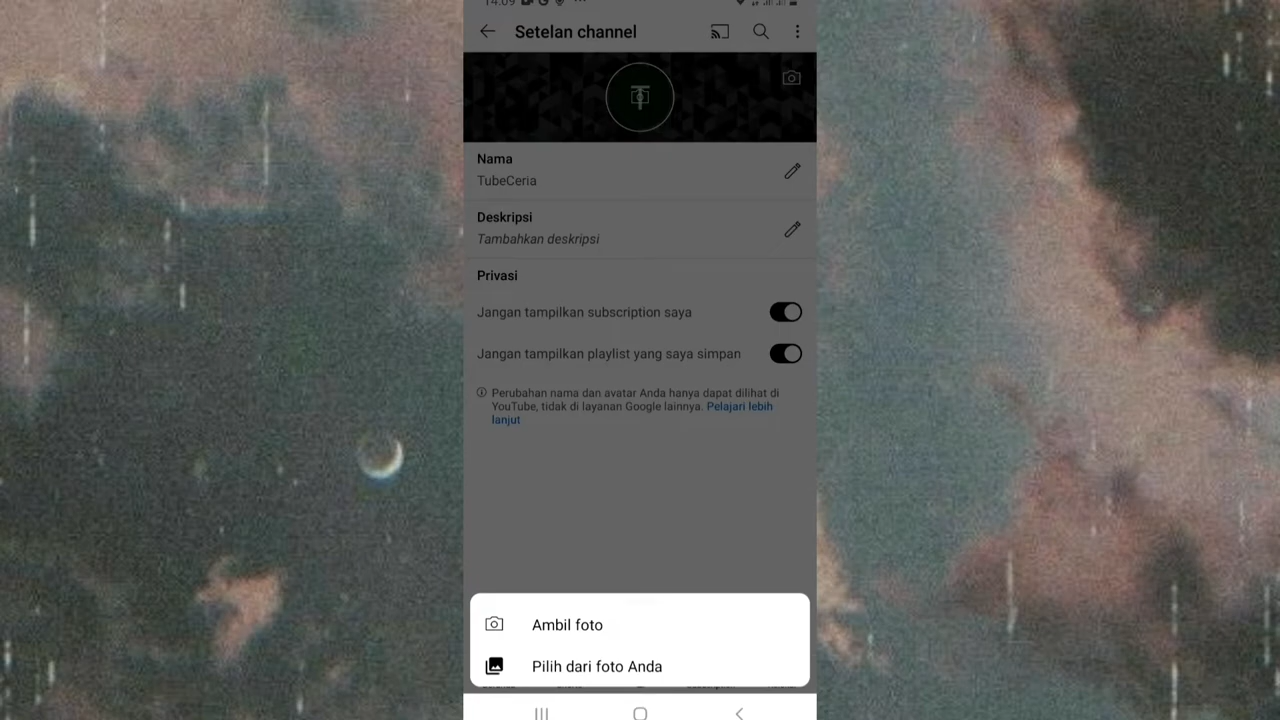 14.09
Setelan channel
Nama
TubeCeria
Deskripsi
Tambahkan deskripsi
Privasi
Jangan tampilkan subscription saya
Jangan tampilkan playlist yang saya simpan
Perubahan nama dan avatar Anda hanya dapat dilihat di
YouTube, tidak di layanan Google lainnya. Pelajari lebih
lanjut
Ambil foto
Pilih dari foto Anda